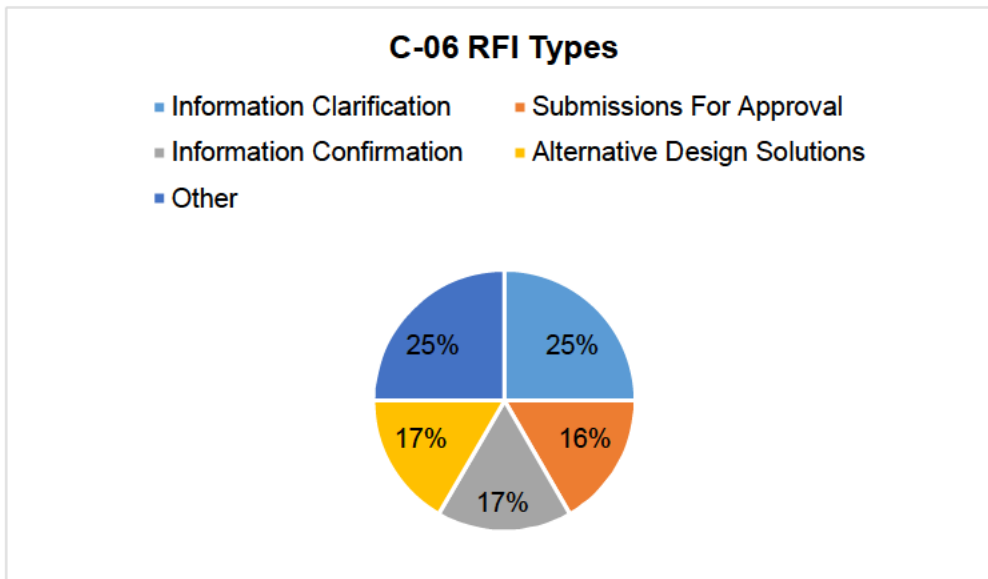 C-06 RFI Types
Information Clarification
Submissions For Approval
Information Confirmation
Alternative Design Solutions
Other
25%
25%
17%
16%
17%